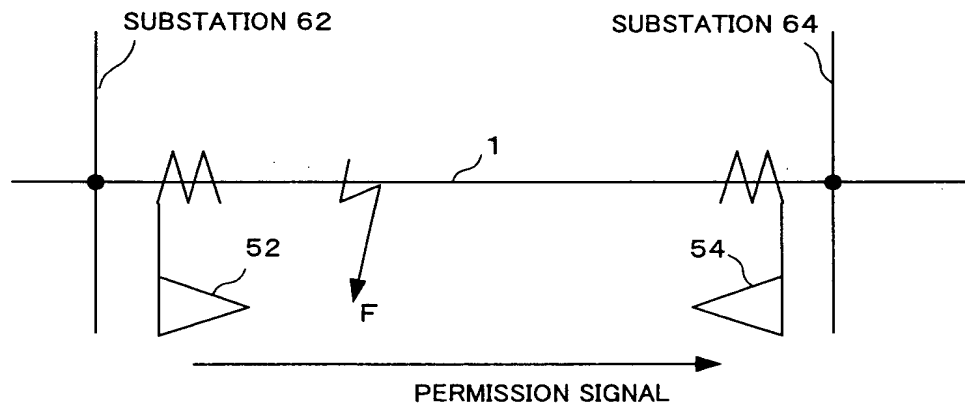 SUBSTATION 62
SUBSTATION 64
1
52
54
F
PERMISSION SIGNAL